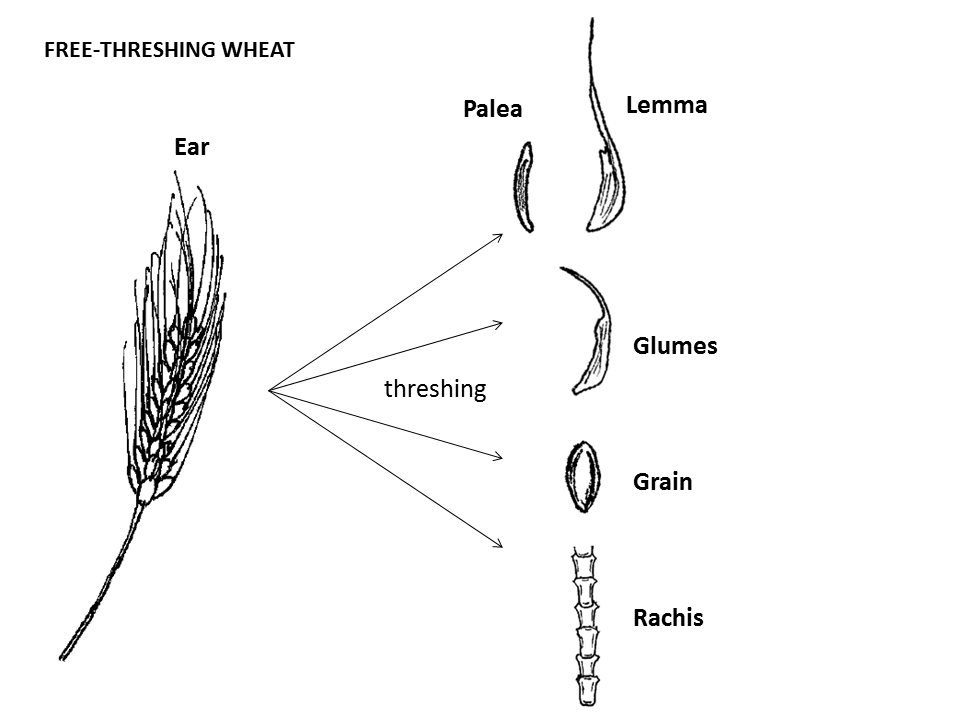 FREE-THRESHING WHEAT
Ear
Palea
Lemma
Glumes
threshing
Grain
Rachis